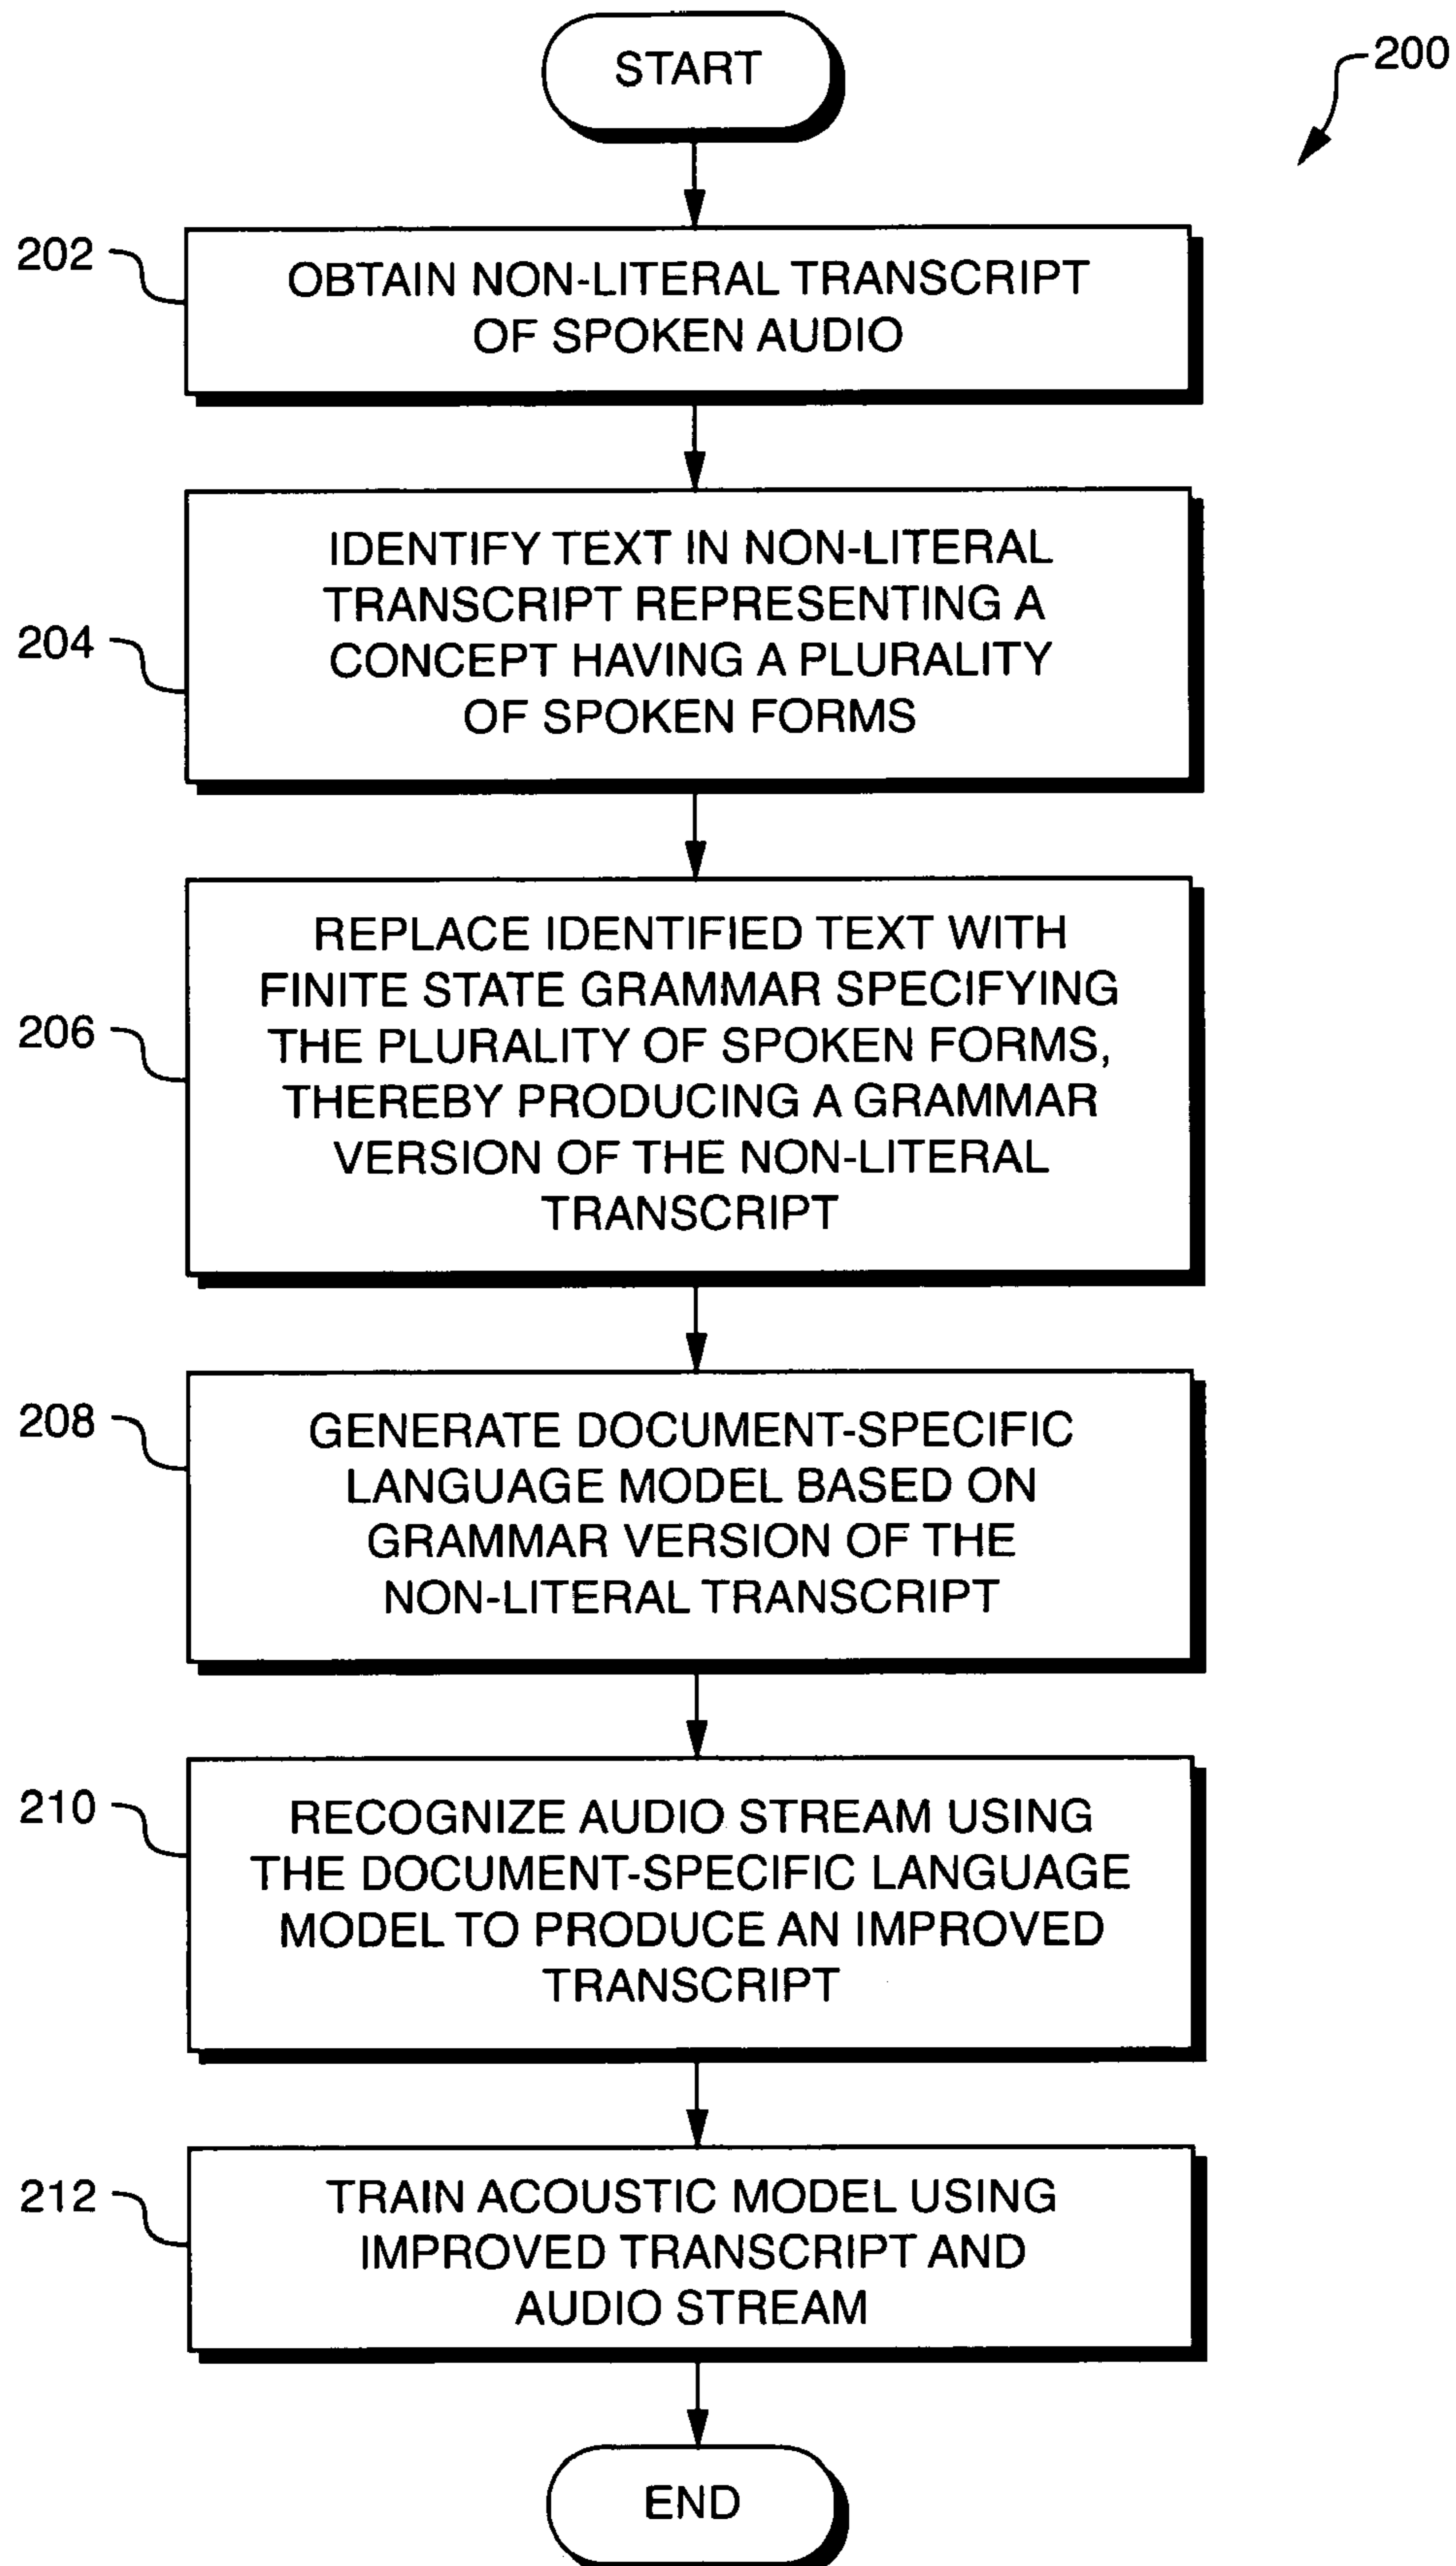 START
200
202
OBTAIN NON-LITERAL TRANSCRIPT
OF SPOKEN AUDIO
204
IDENTIFY TEXT IN NON-LITERAL
TRANSCRIPT REPRESENTING A
CONCEPT HAVING A PLURALITY
OF SPOKEN FORMS
206
REPLACE IDENTIFIED TEXT WITH
FINITE STATE GRAMMAR SPECIFYING
THE PLURALITY OF SPOKEN FORMS,
THEREBY PRODUCING A GRAMMAR
VERSION OF THE NON-LITERAL
TRANSCRIPT
208
GENERATE DOCUMENT-SPECIFIC
LANGUAGE MODEL BASED ON
GRAMMAR VERSION OF THE
NON-LITERAL TRANSCRIPT
210
RECOGNIZE AUDIO STREAM USING
THE DOCUMENT-SPECIFIC LANGUAGE
MODEL TO PRODUCE AN IMPROVED
TRANSCRIPT
212
TRAIN ACOUSTIC MODEL USING
IMPROVED TRANSCRIPT AND
AUDIO STREAM
END